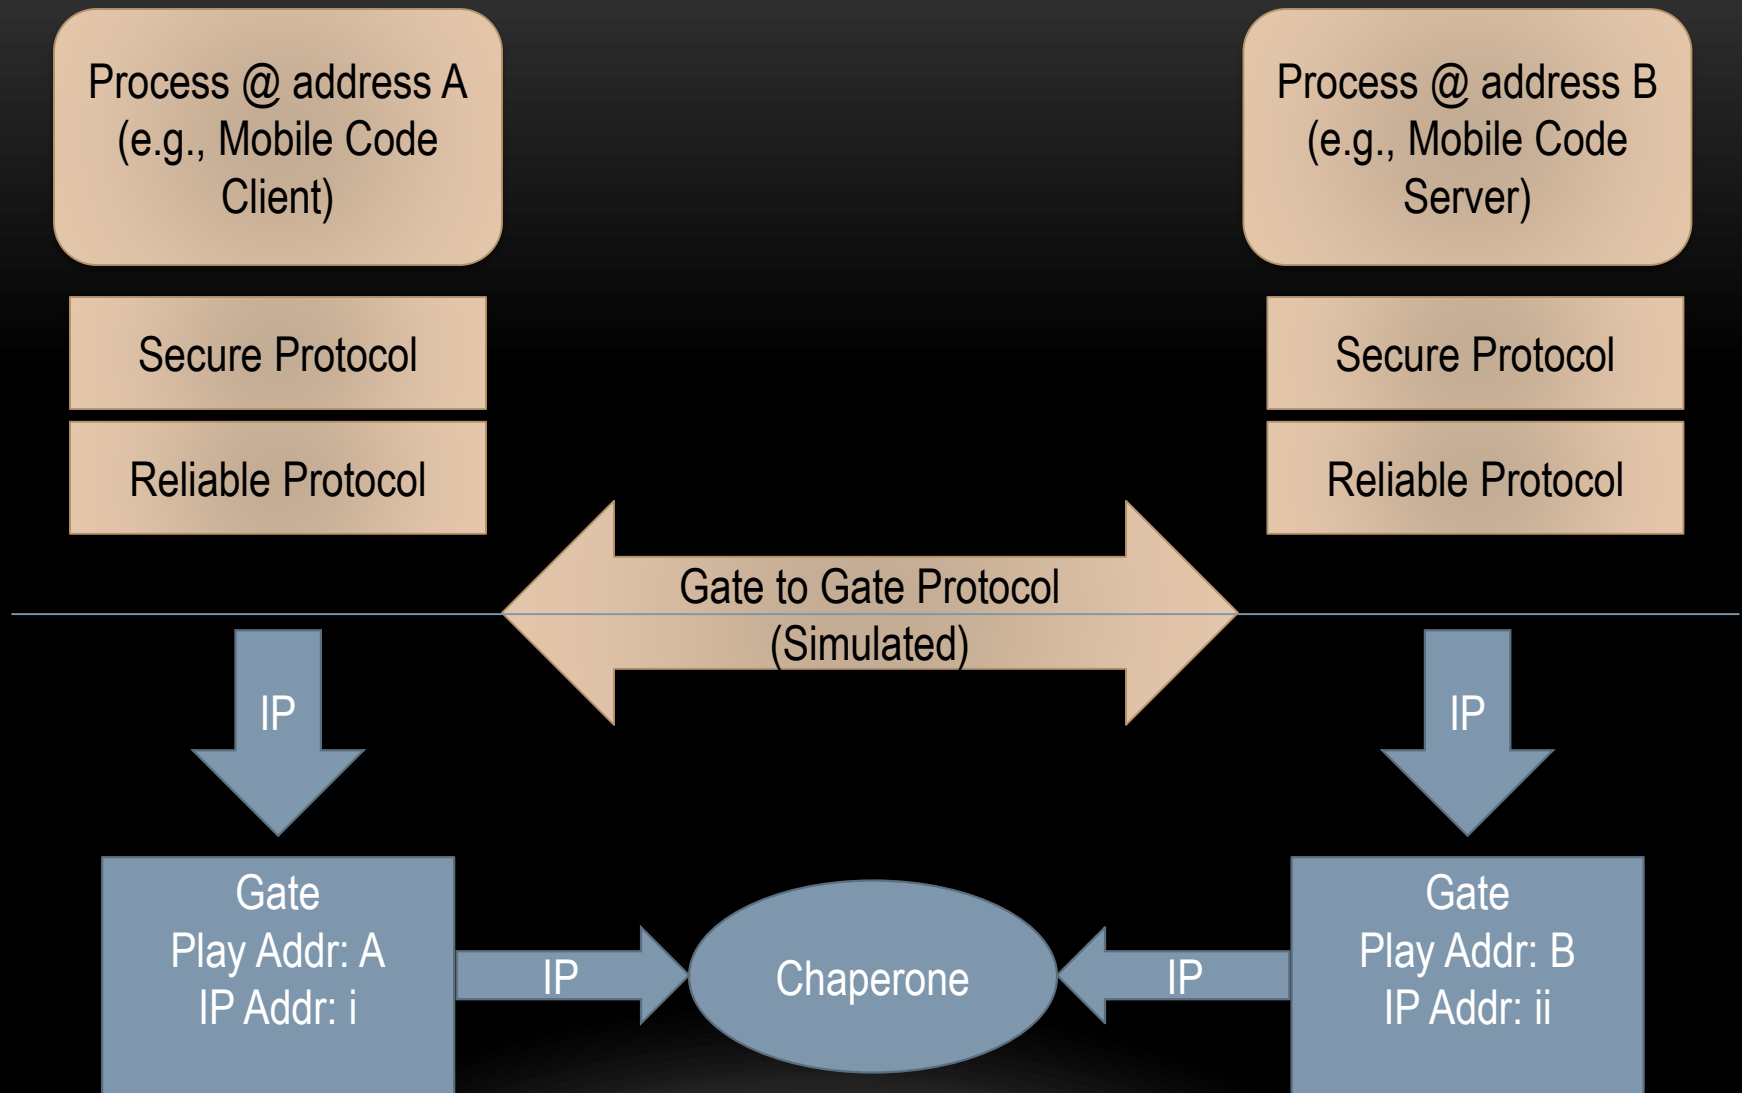 Process @ address A
(e.g., Mobile Code
Client)
Process @ address B
(e.g., Mobile Code
Server)
Secure Protocol
Secure Protocol
Reliable Protocol
Reliable Protocol
Gate to Gate Protocol
(Simulated)
IP
IP
Gate
Play Addr: A
IP Addr: i
IP
Chaperone
IP
Gate
Play Addr: B
IP Addr: ii